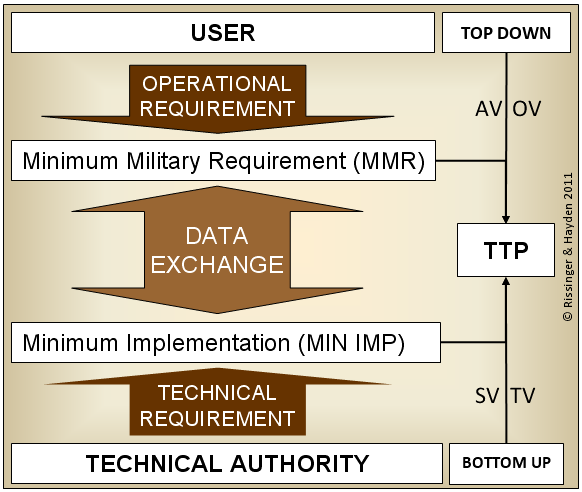 USER
TOP DOWN
OPERATIONAL
REQUIREMENT
AV OV
Minimum Military Requirement (MMR)
DATA
EXCHANGE
TTP
© Rissinger & Hayden 2011
Minimum Implementation (MIN IMP)
TECHNICAL
REQUIREMENT
SV TV
TECHNICAL AUTHORITY
BOTTOM UP